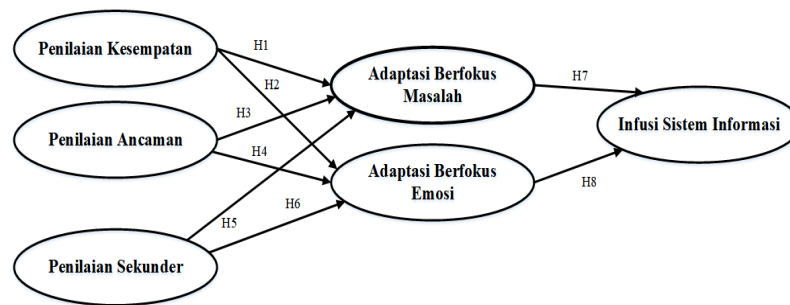 Penilaian Kesempatan
H1
Adaptasi Berfokus
Masalah
H7
H2
H3
Penilaian Ancaman
Infusi Sistem Informasi
H4
Adaptasi Berfokus
Emosi
H8
H6
H5
Penilaian Sekunder